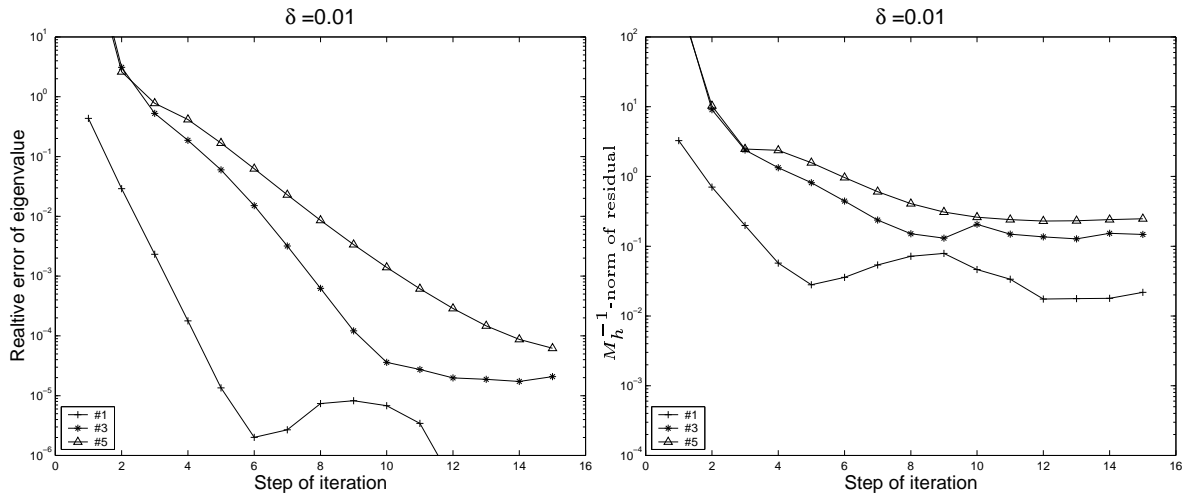 δ =0.01
10^1
10^0
10^−1
10^−2
10^−3
10^−4
10^−5
10^−6
Realtive error of eigenvalue
#1
#3
#5
0 2 4 6 8 10 12 14 16
Step of iteration
δ =0.01
10^2
10^1
10^0
10^−1
10^−2
10^−3
10^−4
M_h^−1-norm of residual
#1
#3
#5
0 2 4 6 8 10 12 14 16
Step of iteration